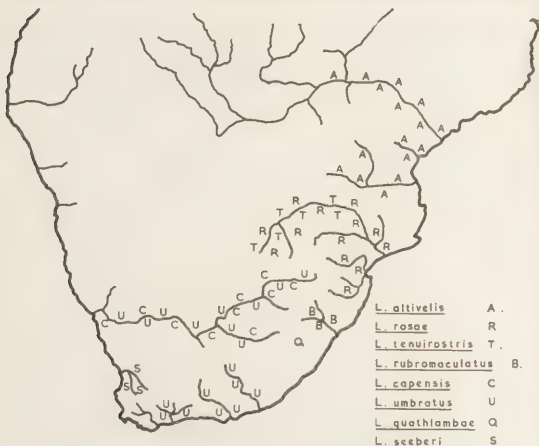 A A A A
A A A
A A
A A
A A A A
A A A A
R T R R
T R T R T R
R T R R R R
T R R R
C U R R
U C C U C U R
U C U C U C
C U U C U C U C
B B B
Q
S
S S S
U U U
U U U U U U
L. altivelis A.
L. rosae R
L. tenuirostris T.
L. rubromaculatus B.
L. capensis C
L. umbratus U
L. quathlambae Q
L. seeberi S